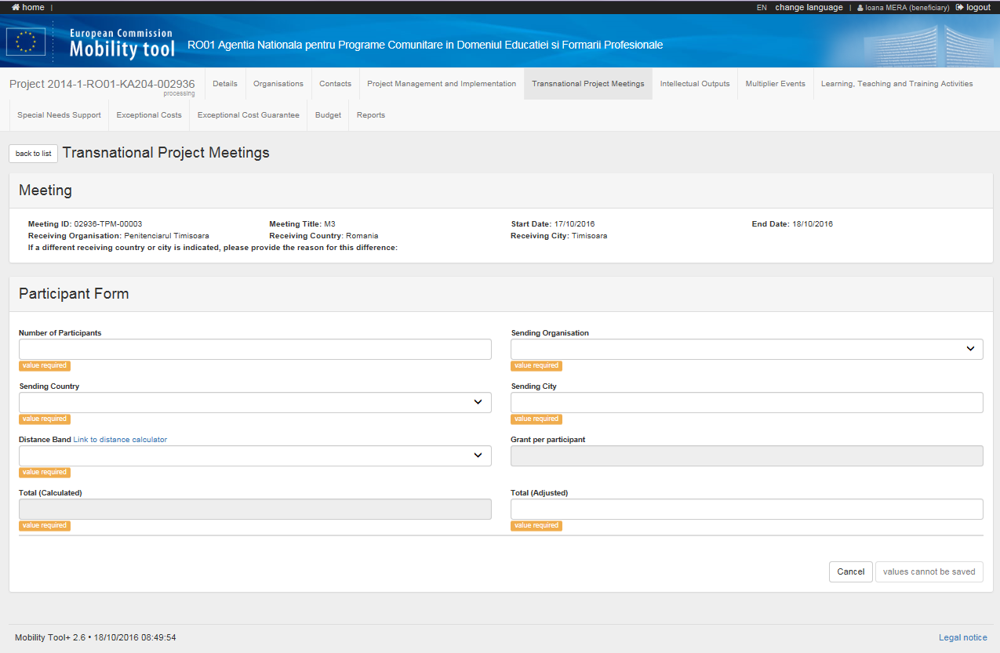 home |
EN change language | Ioana MERA (beneficiary) logout
European Commission
Mobility tool
RO01 Agentia Nationala pentru Programe Comunitare in Domeniul Educatiei si Formarii Profesionale
Project 2014-1-RO01-KA204-002936
processing
Details Organisations Contacts Project Management and Implementation Transnational Project Meetings Intellectual Outputs Multiplier Events Learning, Teaching and Training Activities
Special Needs Support Exceptional Costs Exceptional Cost Guarantee Budget Reports
back to list Transnational Project Meetings
Meeting
Meeting ID: 02936-TPM-00003 Meeting Title: M3 Start Date: 17/10/2016 End Date: 18/10/2016
Receiving Organisation: Penitenciarul Timisoara Receiving Country: Romania Receiving City: Timisoara
If a different receiving country or city is indicated, please provide the reason for this difference:
Participant Form
Number of Participants Sending Organisation
value required value required
Sending Country Sending City
value required value required
Distance Band Link to distance calculator Grant per participant
value required
Total (Calculated) Total (Adjusted)
value required value required
Cancel values cannot be saved
Mobility Tool+ 2.6 • 18/10/2016 08:49:54 Legal notice